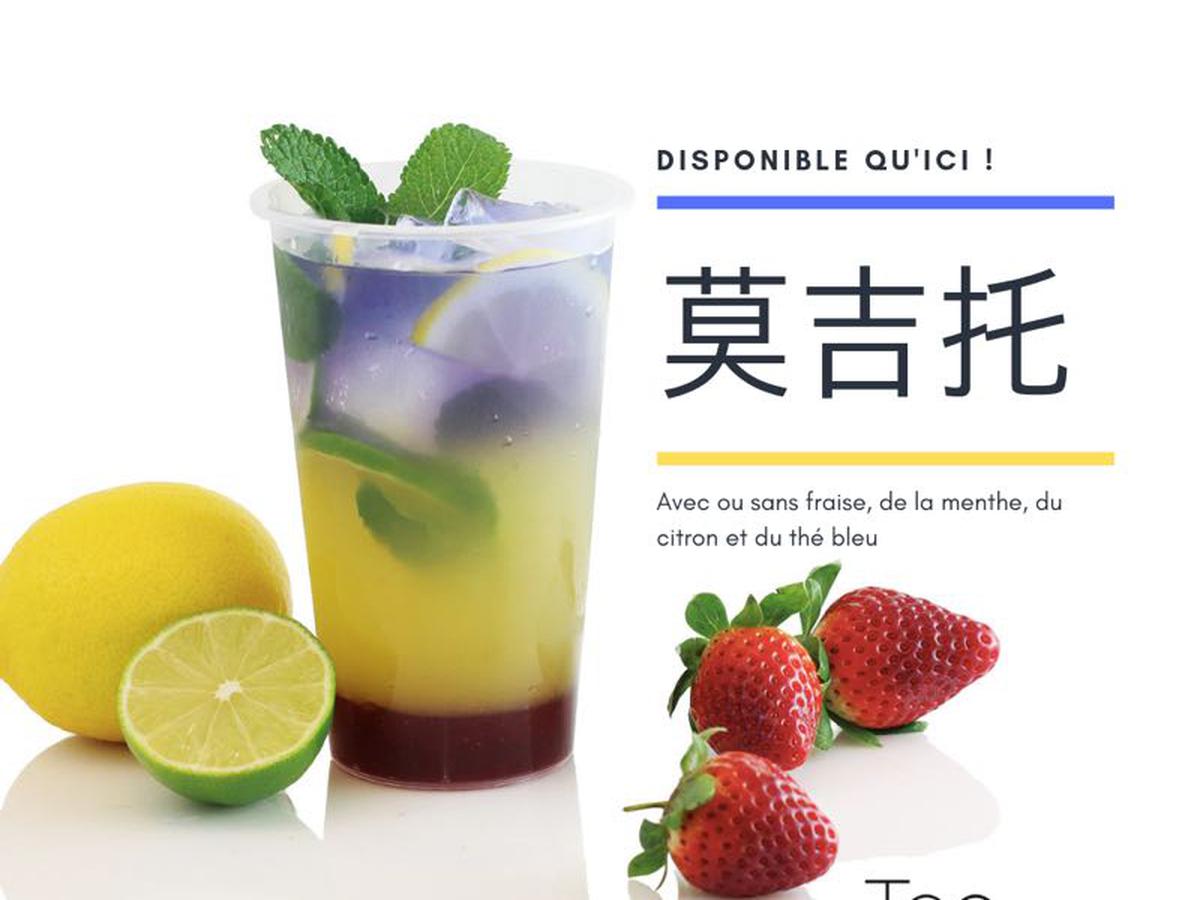 DISPONIBLE QU'ICI !
莫吉托
Avec ou sans fraise, de la menthe, du
citron et du thé bleu